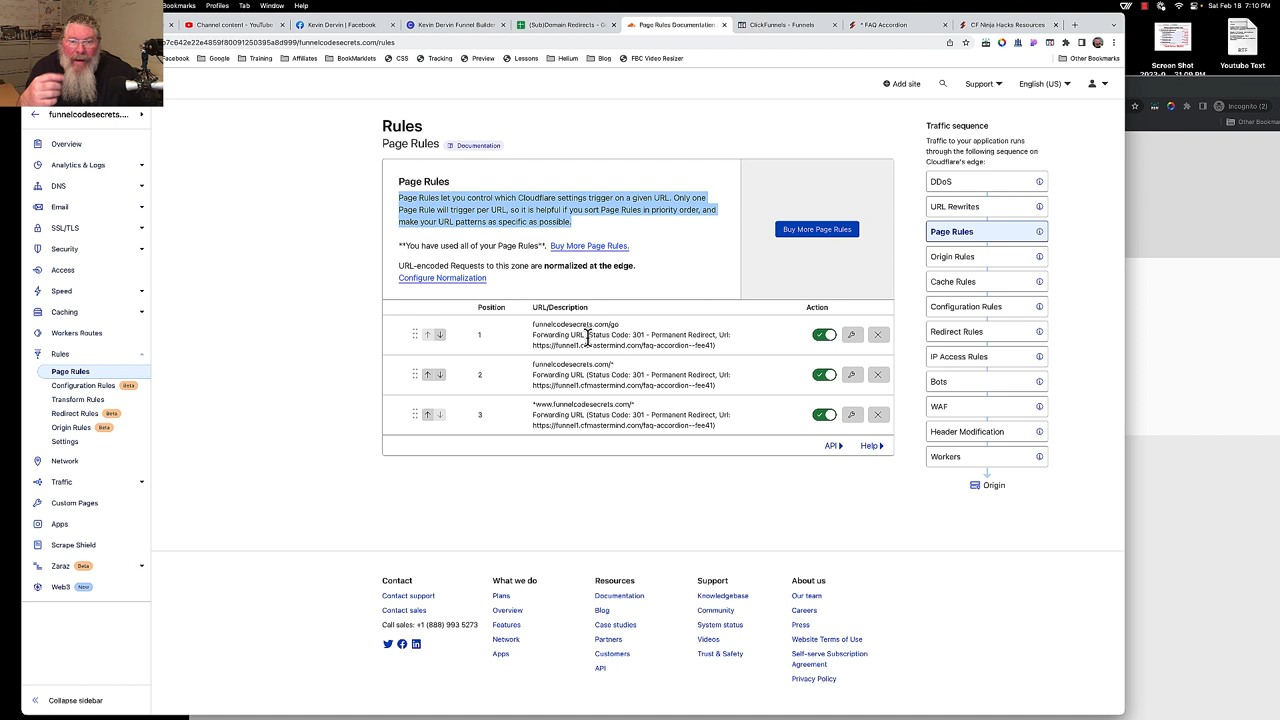 Profiles
Tab
Window
Help
Sat Feb 18 7:10 PM
Channel content - YouTube
Kevin Dervin | Facebook
Kevin Dervin Funnel Builder
(Sub)Domain Redirects - G
Page Rules Documentation
ClickFunnels - Funnels
* FAQ Accordion
CF Ninja Hacks Resources
b7c642e22e4859f80091250395a8d999/funnelcodesecrets.com/rules
Facebook
Google
Training
Affiliates
BookMarklets
CSS
Tracking
Preview
Lessons
Helium
Blog
FBC Video Resizer
Other Bookmarks
Screen Shot
Youtube Text
RTF
Incognito (2)
Other Bookmarks
Add site
Support
English (US)
funnelcodesecrets....
Overview
Analytics & Logs
DNS
Email
SSL/TLS
Security
Access
Speed
Caching
Workers Routes
Rules
Page Rules
Configuration Rules Beta
Transform Rules
Redirect Rules Beta
Origin Rules Beta
Settings
Network
Traffic
Custom Pages
Apps
Scrape Shield
Zaraz Beta
Web3 New
Collapse sidebar
Rules
Page Rules Documentation
Page Rules
Page Rules let you control which Cloudflare settings trigger on a given URL. Only one
Page Rule will trigger per URL, so it is helpful if you sort Page Rules in priority order, and
make your URL patterns as specific as possible.
**You have used all of your Page Rules**. Buy More Page Rules.
URL-encoded Requests to this zone are normalized at the edge.
Configure Normalization
Buy More Page Rules
Position URL/Description Action
1
funnelcodesecrets.com/go
Forwarding URL (Status Code: 301 - Permanent Redirect, Url:
https://funnel1.cfmastermind.com/faq-accordion--fee41)
2
funnelcodesecrets.com/*
Forwarding URL (Status Code: 301 - Permanent Redirect, Url:
https://funnel1.cfmastermind.com/faq-accordion--fee41)
3
*www.funnelcodesecrets.com/*
Forwarding URL (Status Code: 301 - Permanent Redirect, Url:
https://funnel1.cfmastermind.com/faq-accordion--fee41)
API
Help
Traffic sequence
Traffic to your application runs
through the following sequence on
Cloudflare's edge:
DDoS
URL Rewrites
Page Rules
Origin Rules
Cache Rules
Configuration Rules
Redirect Rules
IP Access Rules
Bots
WAF
Header Modification
Workers
Origin
Contact
Contact support
Contact sales
Call sales: +1 (888) 993 5273
What we do
Plans
Overview
Features
Network
Apps
Resources
Documentation
Blog
Case studies
Partners
Customers
API
Support
Knowledgebase
Community
System status
Videos
Trust & Safety
About us
Our team
Careers
Press
Website Terms of Use
Self-serve Subscription
Agreement
Privacy Policy